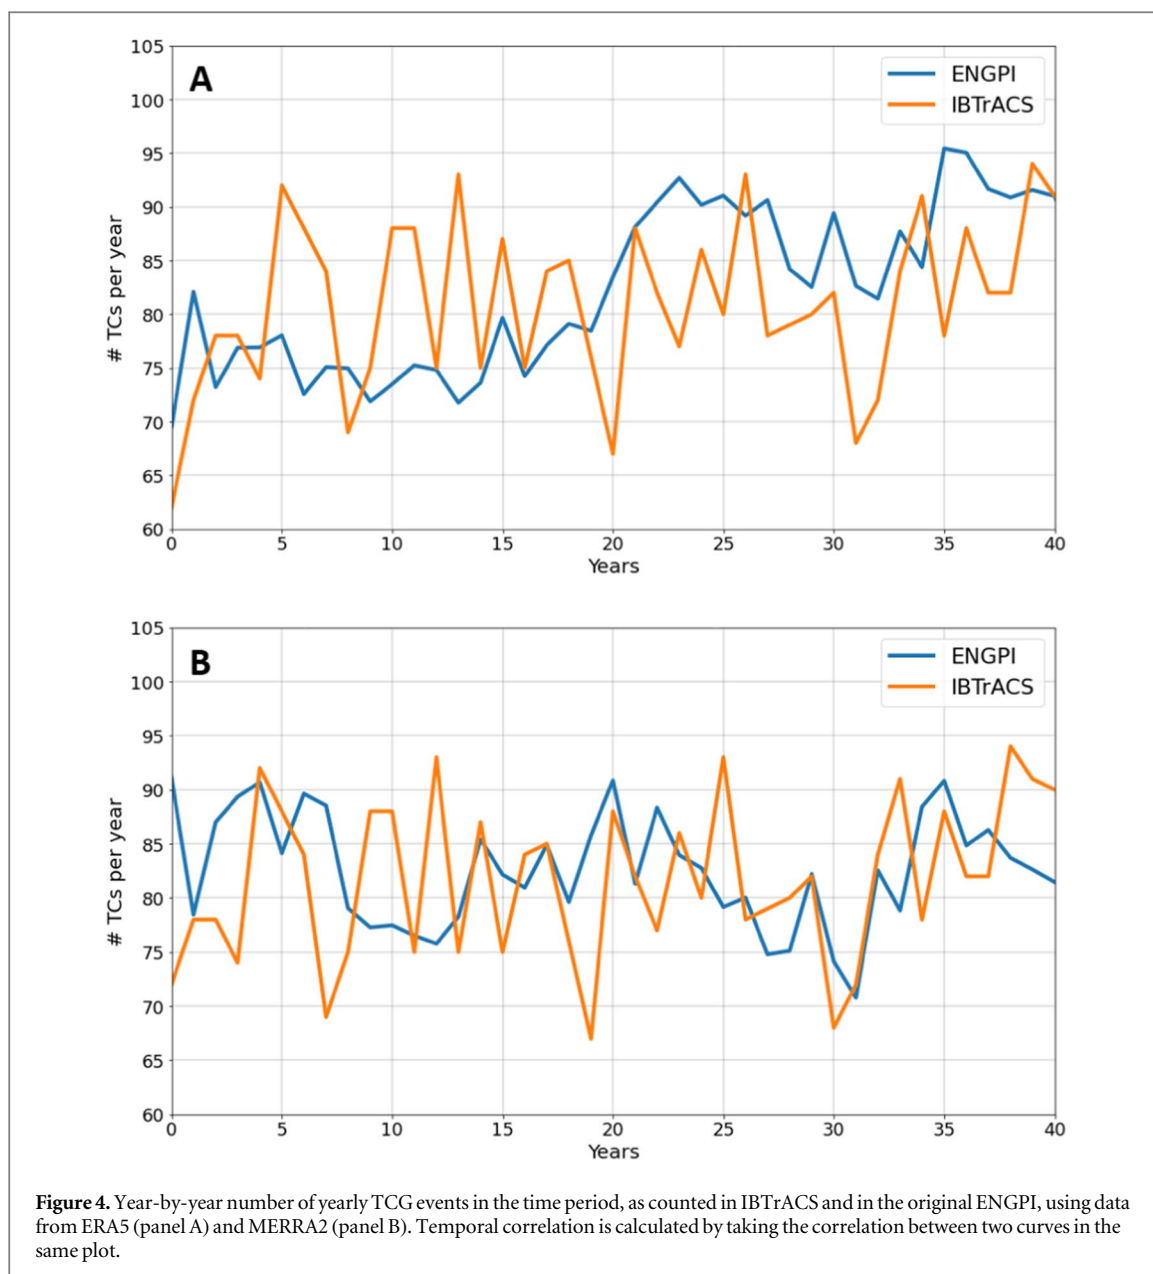 105
100
95
90
85
80
75
70
65
60
# TCs per year
A
ENGPI
IBTrACS
0 5 10 15 20 25 30 35 40
Years
105
100
95
90
85
80
75
70
65
60
# TCs per year
B
ENGPI
IBTrACS
0 5 10 15 20 25 30 35 40
Years
Figure 4. Year-by-year number of yearly TCG events in the time period, as counted in IBTrACS and in the original ENGPI, using data
from ERA5 (panel A) and MERRA2 (panel B). Temporal correlation is calculated by taking the correlation between two curves in the
same plot.